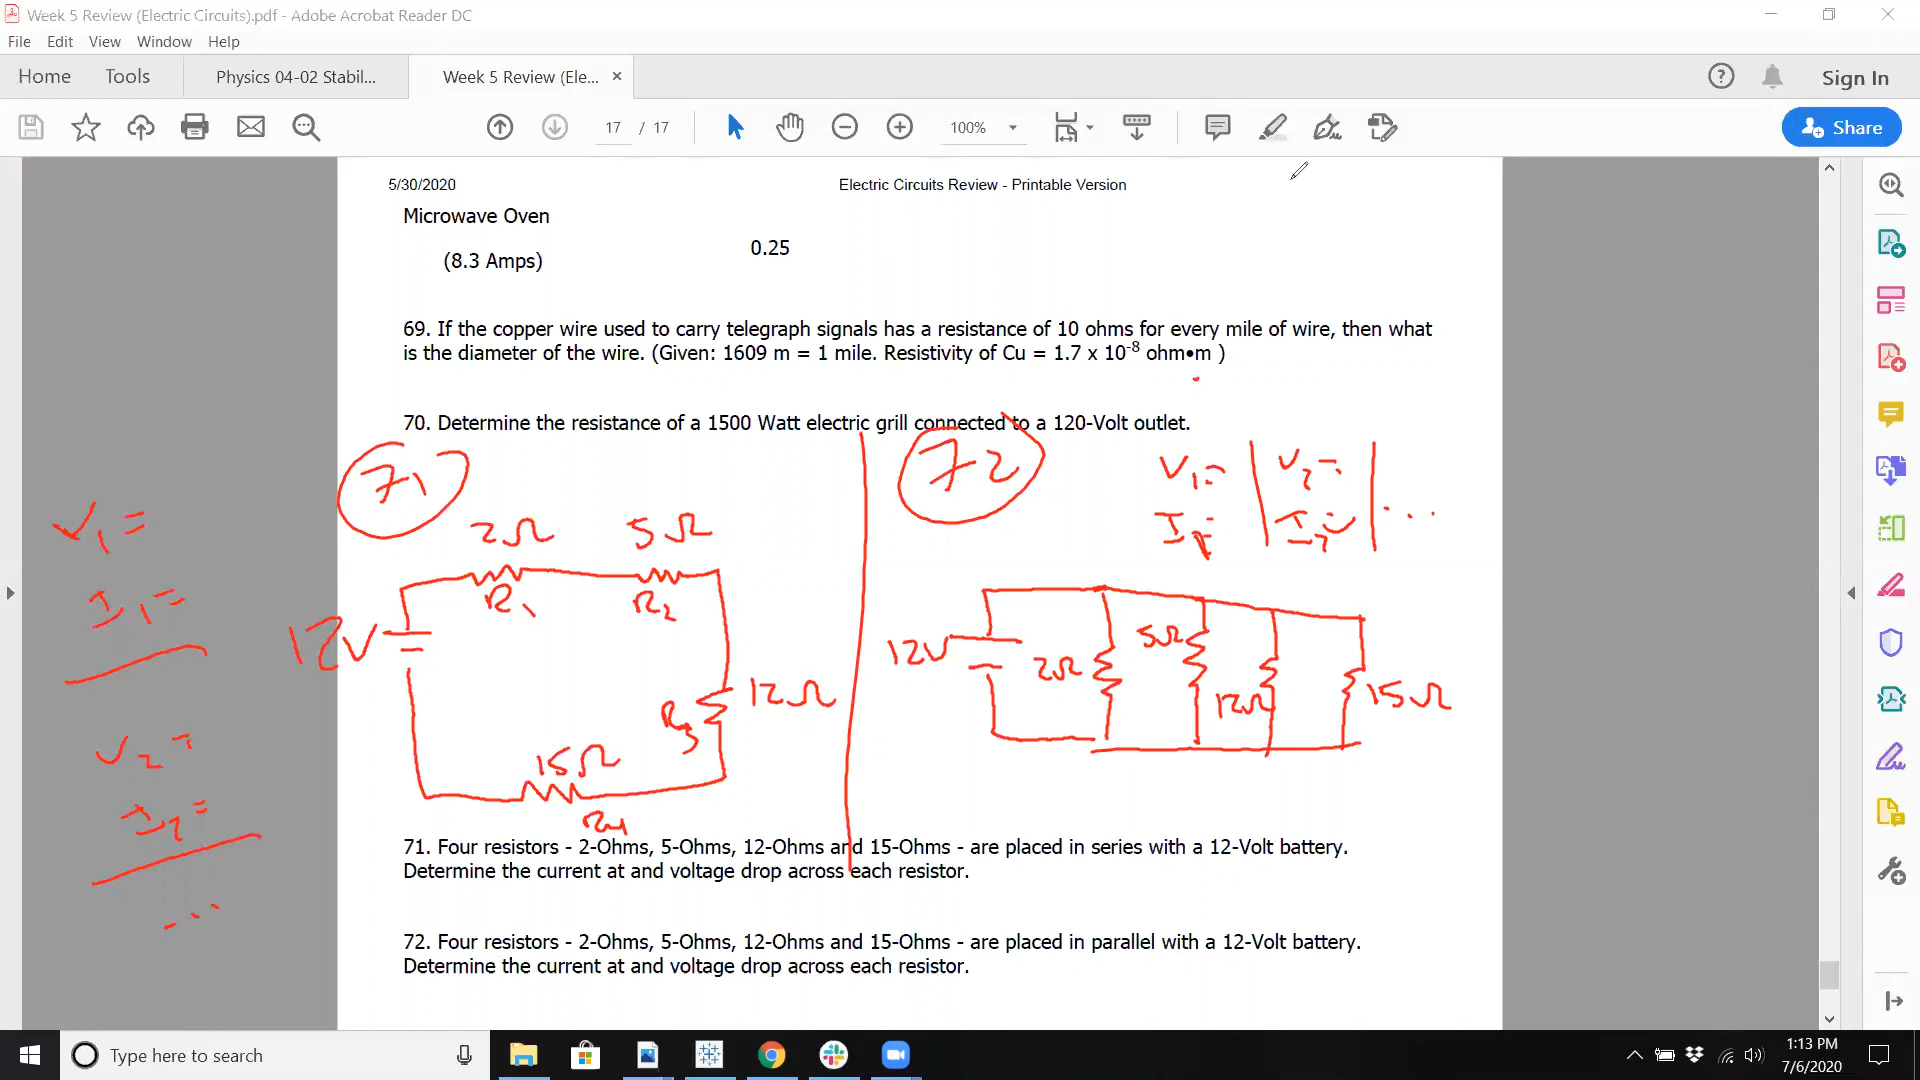 Week 5 Review (Electric Circuits).pdf - Adobe Acrobat Reader DC
File Edit View Window Help
Home Tools Physics 04-02 Stabil... Week 5 Review (Ele... ×
17 / 17 100% Share
? Sign In
5/30/2020 Electric Circuits Review - Printable Version
Microwave Oven
0.25
(8.3 Amps)
69. If the copper wire used to carry telegraph signals has a resistance of 10 ohms for every mile of wire, then what
is the diameter of the wire. (Given: 1609 m = 1 mile. Resistivity of Cu = 1.7 x 10-8 ohm•m )
70. Determine the resistance of a 1500 Watt electric grill connected to a 120-Volt outlet.
71
72
V1= V2=
I1= I2= ...
V1=
I1=
V2=
I2=
...
2Ω 5Ω
R1 R2
12V
R3 12Ω
15Ω
R4
12V 2Ω 5Ω 12Ω 15Ω
71. Four resistors - 2-Ohms, 5-Ohms, 12-Ohms and 15-Ohms - are placed in series with a 12-Volt battery.
Determine the current at and voltage drop across each resistor.
72. Four resistors - 2-Ohms, 5-Ohms, 12-Ohms and 15-Ohms - are placed in parallel with a 12-Volt battery.
Determine the current at and voltage drop across each resistor.
Type here to search
1:13 PM
7/6/2020